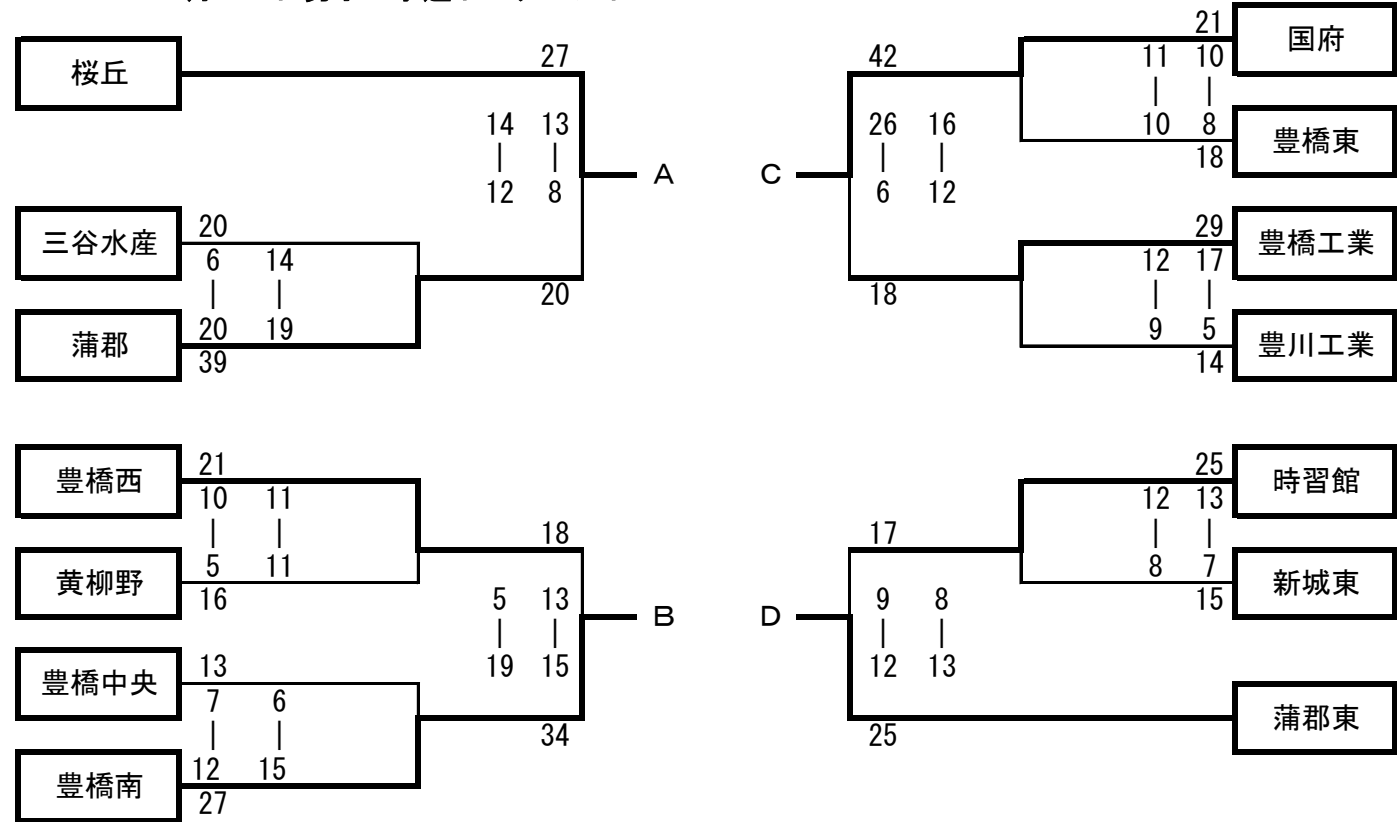 桜丘 27
14 13
12 8
A
三谷水産 20
6 14
20 19
蒲郡 39
20
豊橋西 21
10 11
5 11
黄柳野 16
18
5 13
19 15
B
豊橋中央 13
7 6
12 15
豊橋南 27
34
42 21 国府
11 10
10 8
18 豊橋東
26 16
6 12
C
29 豊橋工業
12 17
9 5
14 豊川工業
18
25 時習館
12 13
8 7
15 新城東
17
9 8
12 13
D
25 蒲郡東